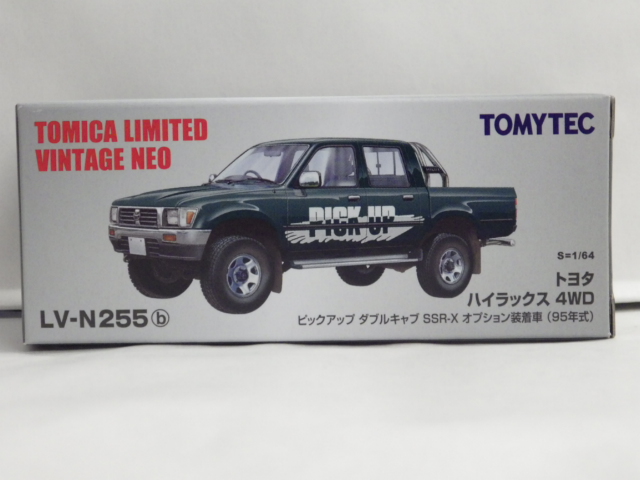 TOMICA LIMITED
VINTAGE NEO
TOMYTEC
PICK-UP
S=1/64
トヨタ
ハイラックス 4WD
LV-N255 ⓑ
ピックアップ ダブルキャブ SSR-X オプション装着車 (95年式)